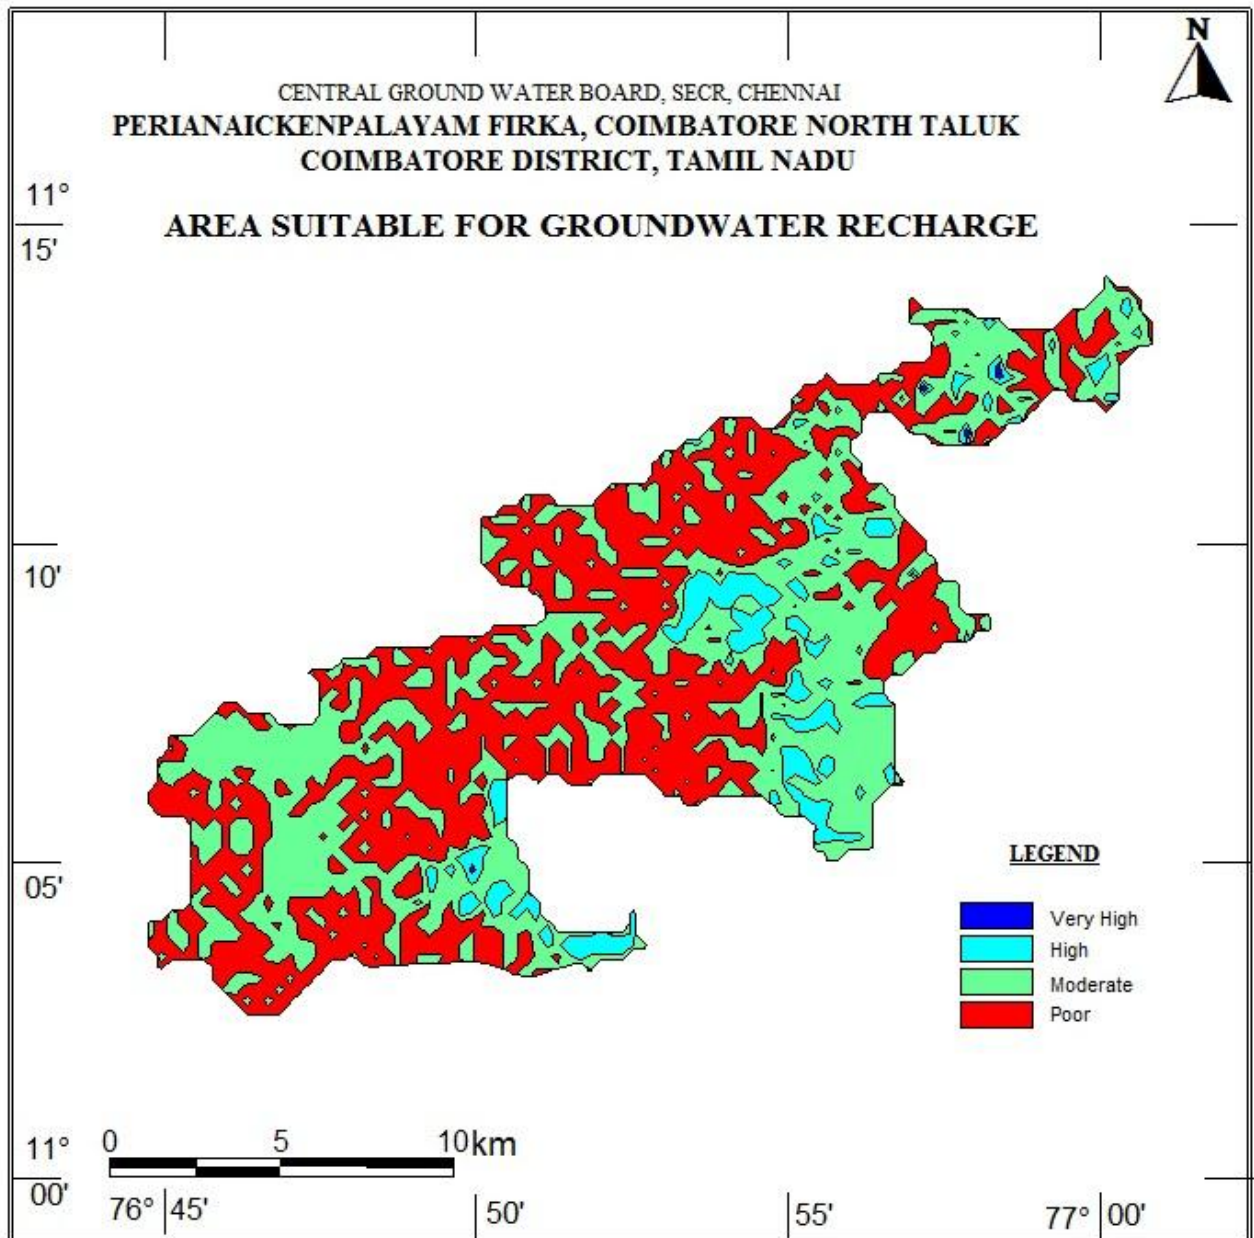 N
CENTRAL GROUND WATER BOARD, SECR, CHENNAI
PERIANAICKENPALAYAM FIRKA, COIMBATORE NORTH TALUK
COIMBATORE DISTRICT, TAMIL NADU
11°
15'
AREA SUITABLE FOR GROUNDWATER RECHARGE
10'
05'
LEGEND
Very High
High
Moderate
Poor
0 5 10km
11°
00'
76° 45' 50' 55' 77° 00'